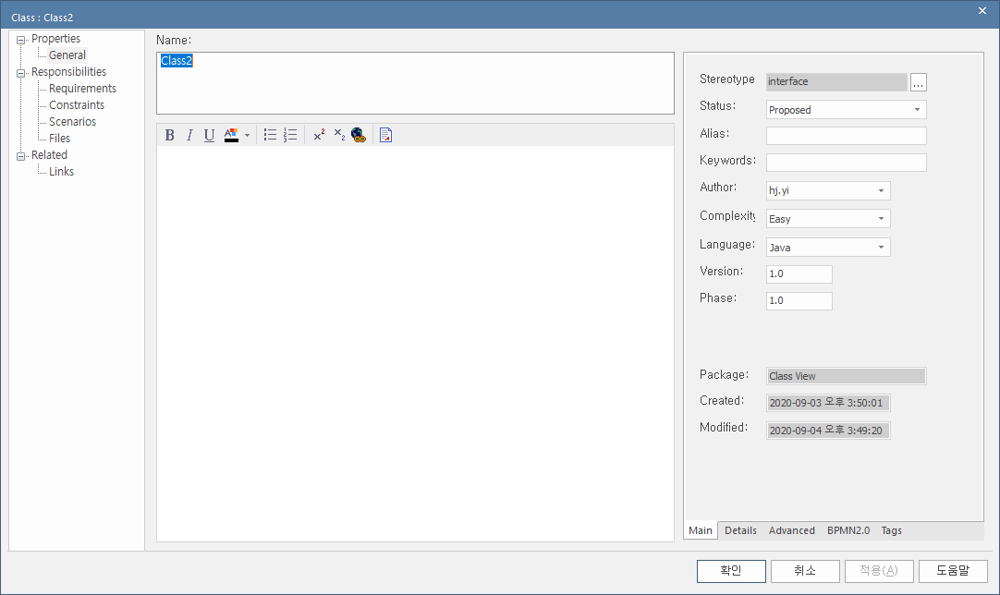 Class : Class2
Properties
General
Responsibilities
Requirements
Constraints
Scenarios
Files
Related
Links
Name:
Class2
B I U A
Stereotype interface ...
Status: Proposed
Alias:
Keywords:
Author: hj.yi
Complexity Easy
Language: Java
Version: 1.0
Phase: 1.0
Package: Class View
Created: 2020-09-03 오후 3:50:01
Modified: 2020-09-04 오후 3:49:20
Main Details Advanced BPMN2.0 Tags
확인 취소 적용(A) 도움말